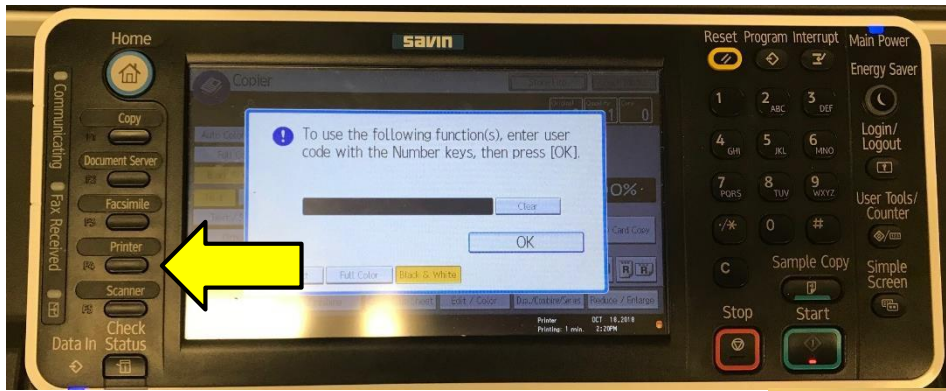 Home
savin
Reset Program Interrupt
Main Power
Energy Saver
Copier
Communicating
Copy
Document Server
Facsimile
Fax Received
Printer
Scanner
Check
Data In Status
To use the following function(s), enter user
code with the Number keys, then press [OK].
Clear
OK
Full Color
Black & White
Edit / Color
Dup./Combine/Series
Reduce / Enlarge
Printer
OCT 18,2018
Printing: 1 min.
2:20PM
1
2 ABC
3 DEF
4 GHI
5 JKL
6 MNO
7 PQRS
8 TUV
9 WXYZ
·/*
0
#
C
Sample Copy
Stop
Start
Login/
Logout
User Tools/
Counter
Simple
Screen